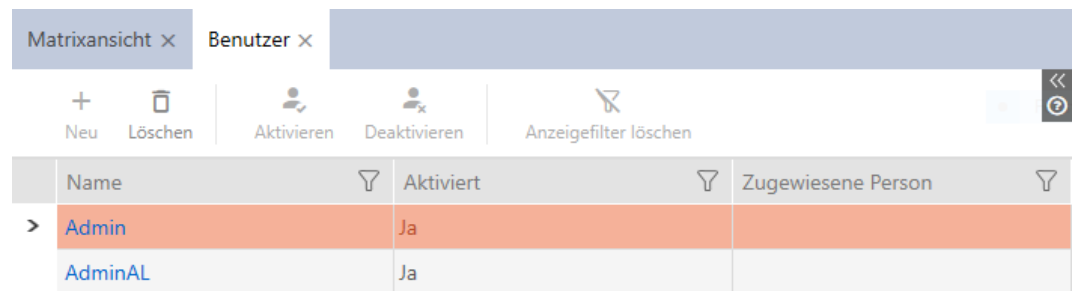 Matrixansicht × Benutzer ×
Neu Löschen Aktivieren Deaktivieren Anzeigefilter löschen
Name Aktiviert Zugewiesene Person
Admin Ja
AdminAL Ja